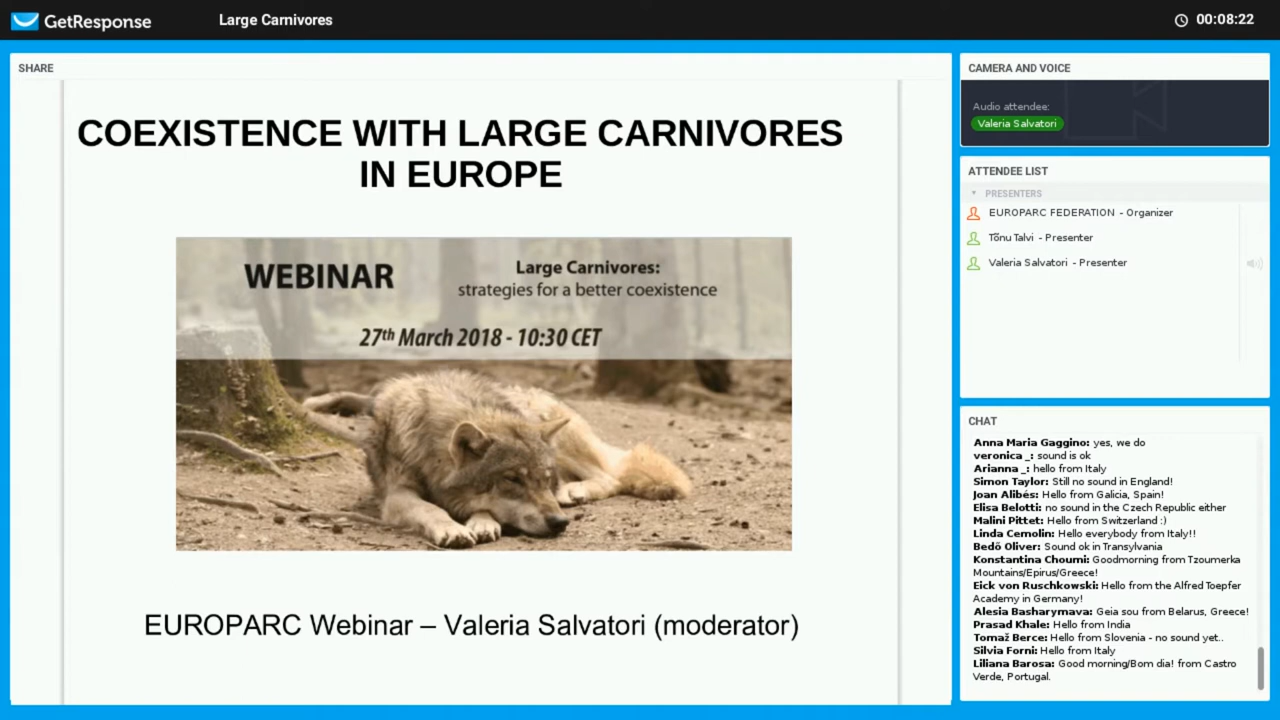 GetResponse
Large Carnivores
00:08:22
SHARE
COEXISTENCE WITH LARGE CARNIVORES
IN EUROPE
WEBINAR
Large Carnivores:
strategies for a better coexistence
27th March 2018 - 10:30 CET
EUROPARC Webinar – Valeria Salvatori (moderator)
CAMERA AND VOICE
Audio attendee:
Valeria Salvatori
ATTENDEE LIST
PRESENTERS
EUROPARC FEDERATION - Organizer
Tõnu Talvi - Presenter
Valeria Salvatori - Presenter
CHAT
Anna Maria Gaggino: yes, we do
veronica _: sound is ok
Arianna _: hello from Italy
Simon Taylor: Still no sound in England!
Joan Alibés: Hello from Galicia, Spain!
Elisa Belotti: no sound in the Czech Republic either
Malini Pittet: Hello from Switzerland :)
Linda Cemolin: Hello everybody from Italy!!
Bedő Oliver: Sound ok in Transylvania
Konstantina Choumi: Goodmorning from Tzoumerka
Mountains/Epirus/Greece!
Eick von Ruschkowski: Hello from the Alfred Toepfer
Academy in Germany!
Alesia Basharymava: Geia sou from Belarus, Greece!
Prasad Khale: Hello from India
Tomaž Berce: Hello from Slovenia - no sound yet..
Silvia Forni: Hello from Italy
Liliana Barosa: Good morning/Bom dia! from Castro
Verde, Portugal.